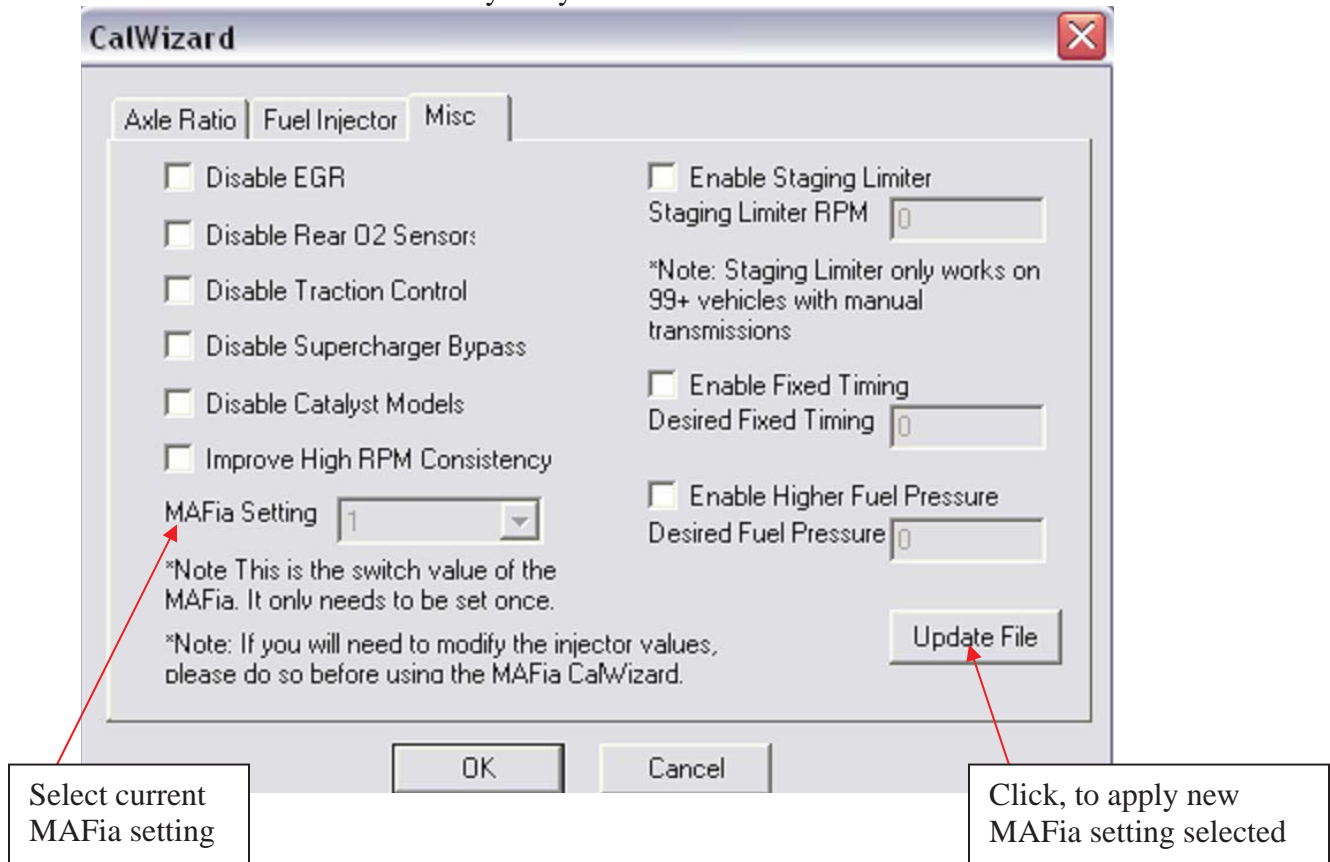 CalWizard
Axle Ratio Fuel Injector Misc
Disable EGR
Disable Rear O2 Sensors
Disable Traction Control
Disable Supercharger Bypass
Disable Catalyst Models
Improve High RPM Consistency
MAFia Setting 1
*Note This is the switch value of the
MAFia. It only needs to be set once.
*Note: If you will need to modify the injector values,
please do so before using the MAFia CalWizard.
Enable Staging Limiter
Staging Limiter RPM 0
*Note: Staging Limiter only works on
99+ vehicles with manual
transmissions
Enable Fixed Timing
Desired Fixed Timing 0
Enable Higher Fuel Pressure
Desired Fuel Pressure 0
Update File
OK Cancel
Select current
MAFia setting
Click, to apply new
MAFia setting selected